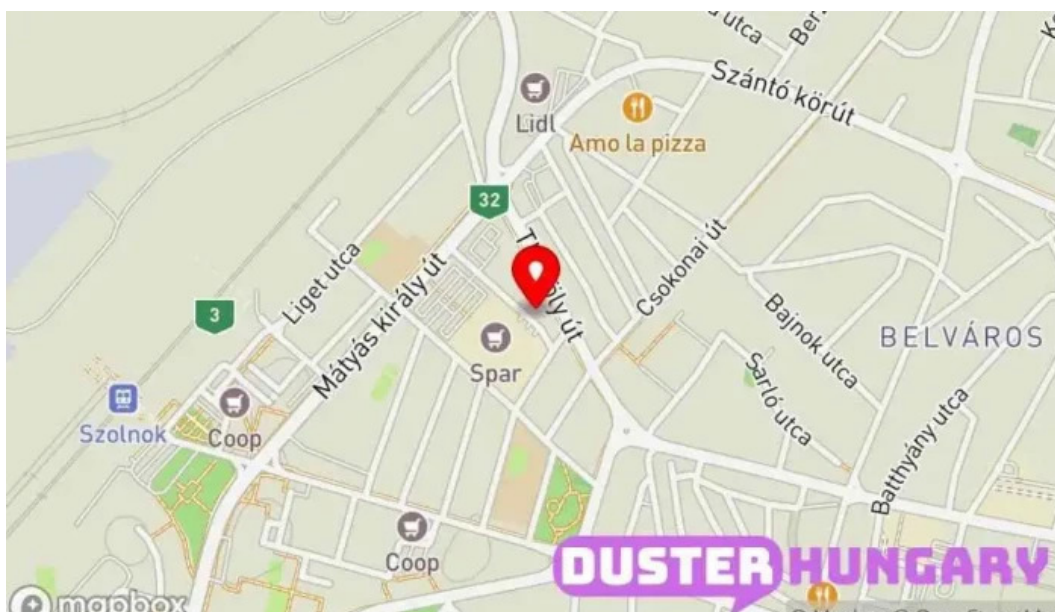 Szántó körút
Lidl
Amo la pizza
32
Liget utca
Csokonai út
3
Mátyás király út
Bajnok utca
BELVÁROS
Spar
Sarló utca
Szolnok
Coop
Batthyány utca
Coop
DUSTER HUNGARY
mapbox